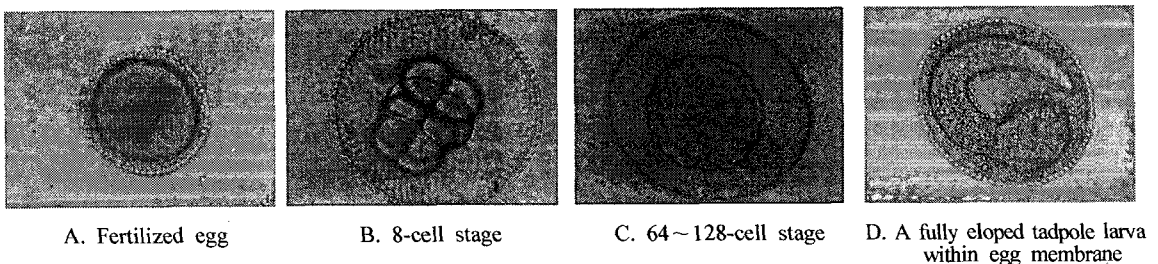 A. Fertilized egg
B. 8-cell stage
C. 64~128-cell stage
D. A fully eloped tadpole larva
within egg membrane